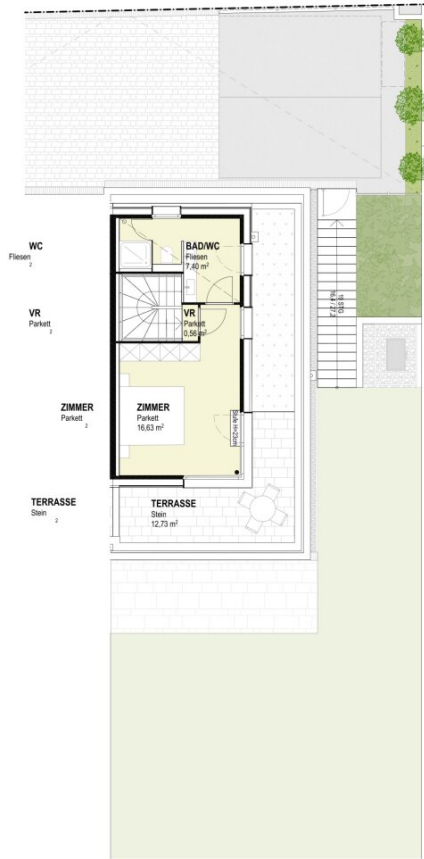 WC
Fliesen
2
BAD/WC
Fliesen
7,40 m²
VR
Parkett
2
VR
Parkett
0,56 m²
ZIMMER
Parkett
2
ZIMMER
Parkett
16,63 m²
TERRASSE
Stein
2
TERRASSE
Stein
12,73 m²